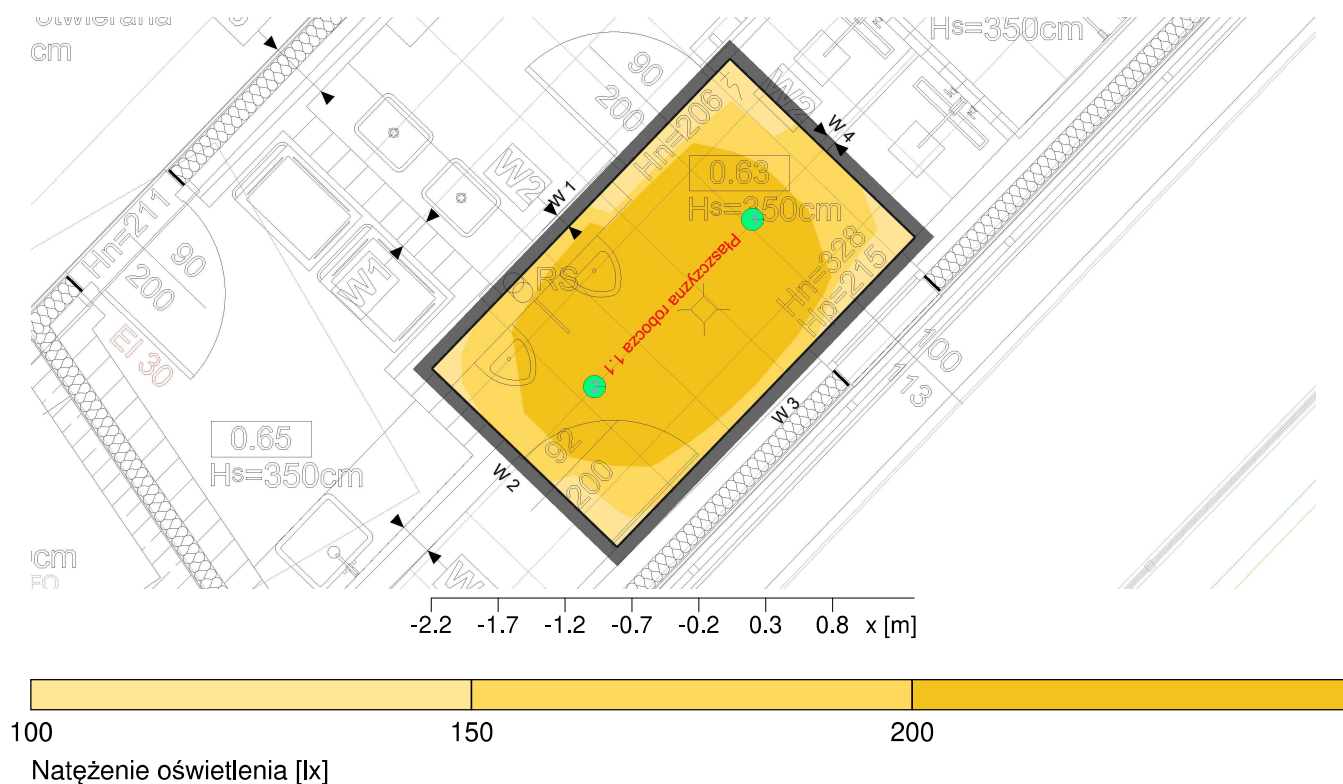 otwierana
cm
Hs=350cm
90
200
W2
W 4
Hn=206
0.63
Hs=350cm
W2
W 1
Hn=211
90
200
W1
RS
Płaszczyzna robocza 1.1
Hn=328
Hp=215
100
113
EI 30
0.65
Hs=350cm
92
200
W 2
W 3
cm
W
-2.2 -1.7 -1.2 -0.7 -0.2 0.3 0.8 x [m]
100 150 200
Natężenie oświetlenia [lx]